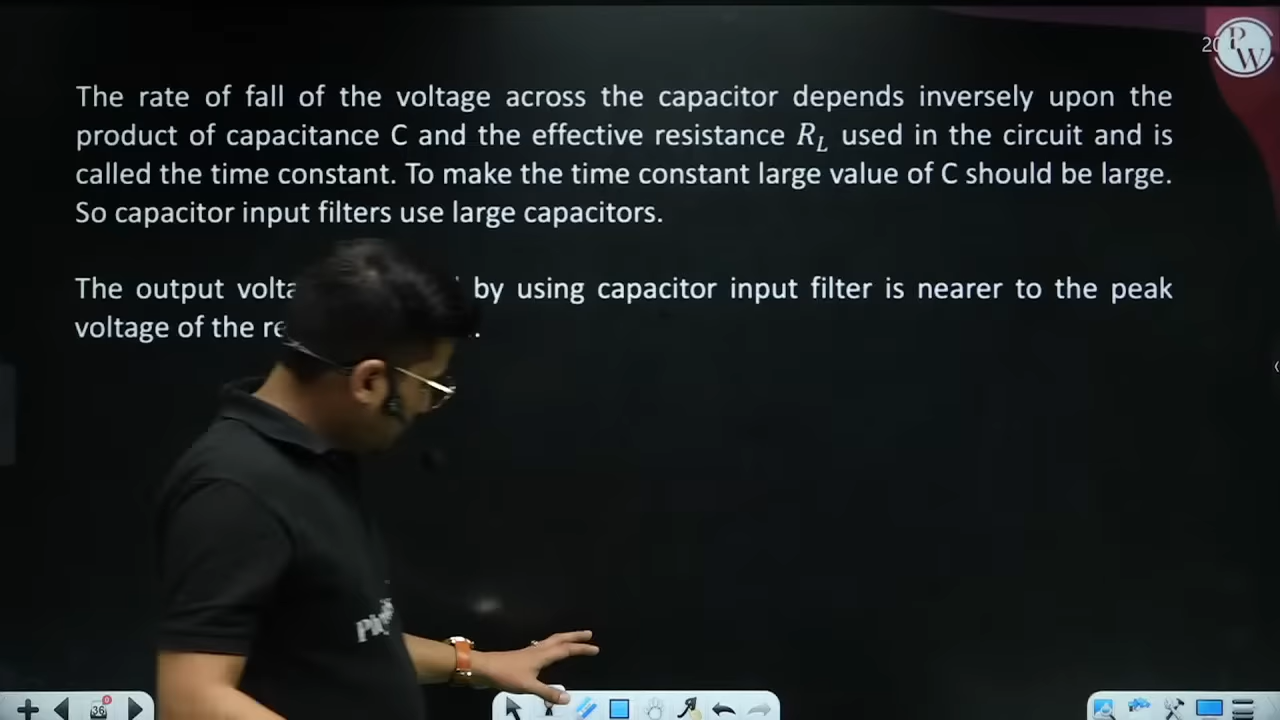 20
PW
The rate of fall of the voltage across the capacitor depends inversely upon the
product of capacitance C and the effective resistance R_L used in the circuit and is
called the time constant. To make the time constant large value of C should be large.
So capacitor input filters use large capacitors.
The output by using capacitor input filter is nearer to the peak
voltage of the .
36